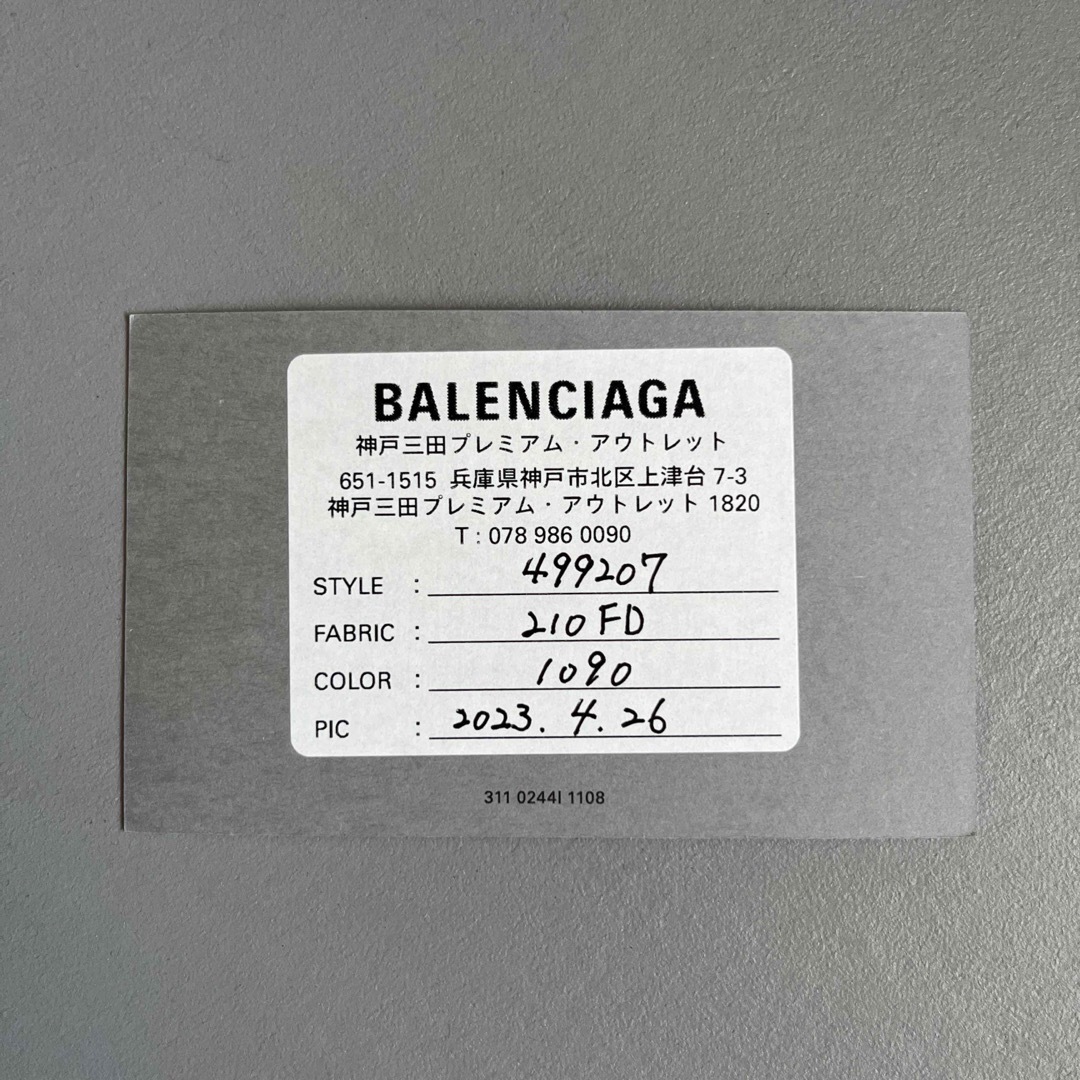 BALENCIAGA
神戸三田プレミアム・アウトレット
651-1515 兵庫県神戸市北区上津台 7-3
神戸三田プレミアム・アウトレット 1820
T : 078 986 0090
STYLE : 499207
FABRIC : 210FD
COLOR : 1090
PIC : 2023. 4. 26
311 0244I 1108